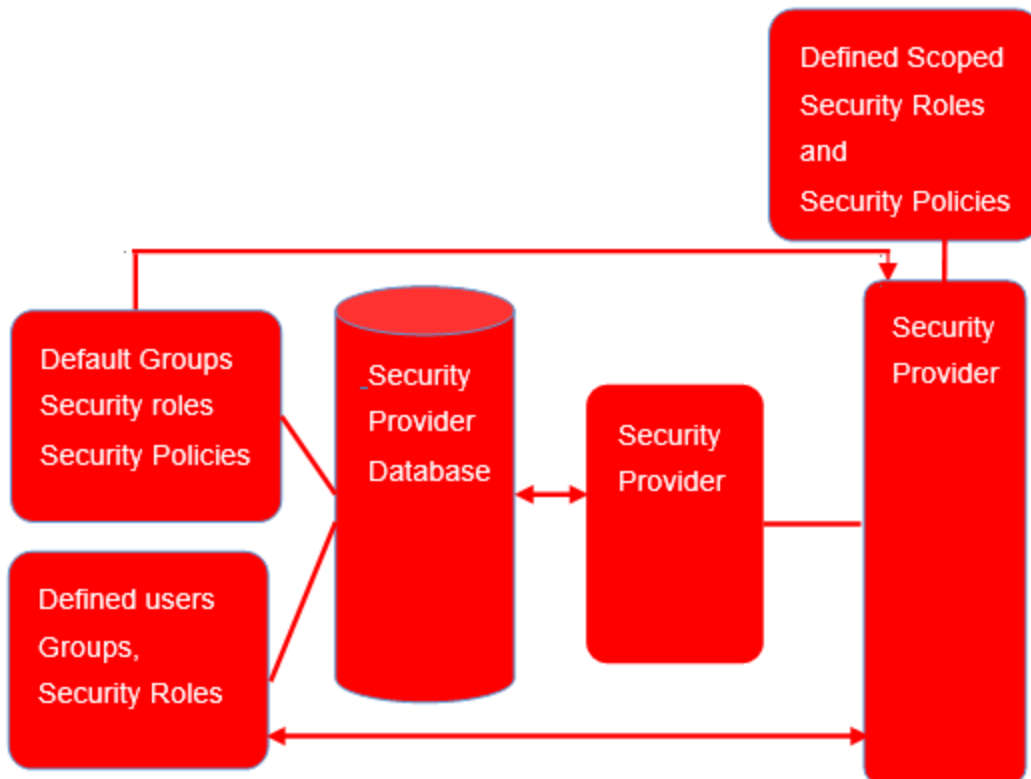 Defined Scoped
Security Roles
and
Security Policies
Default Groups
Security roles
Security Policies
Security
Provider
Database
Security
Provider
Security
Provider
Defined users
Groups,
Security Roles